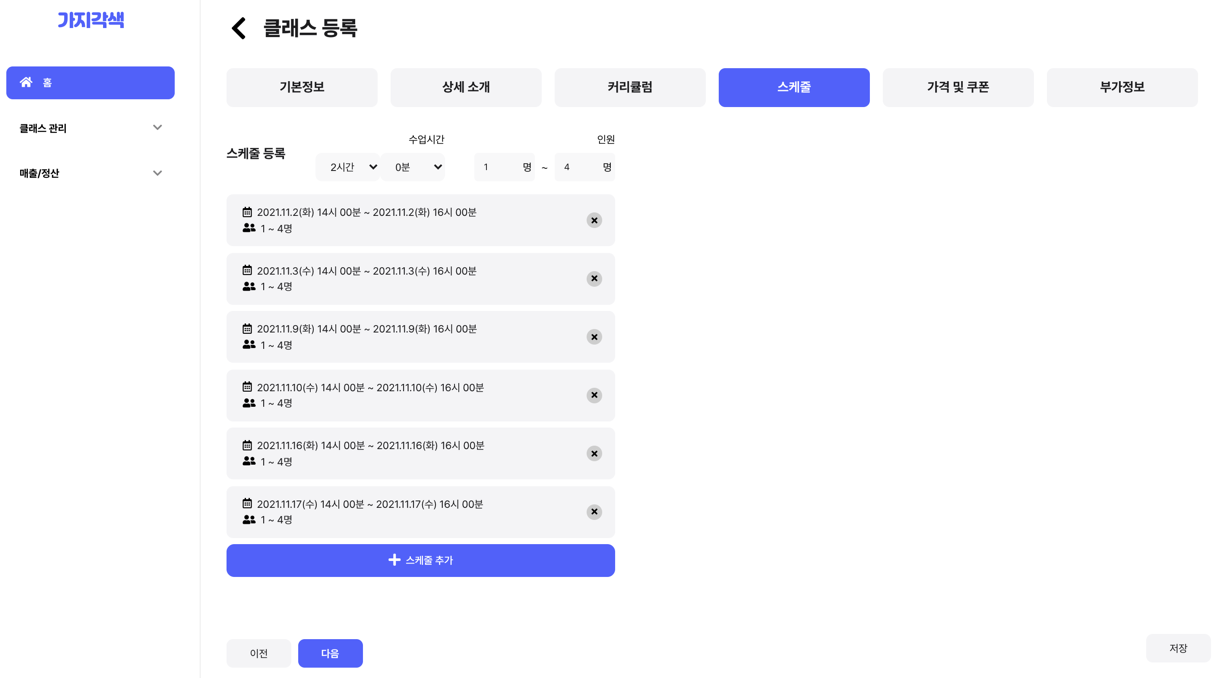 가지각색
클래스 등록
홈
클래스 관리
매출/정산
기본정보
상세 소개
커리큘럼
스케줄
가격 및 쿠폰
부가정보
스케줄 등록
수업시간
인원
2시간
0분
1 명 ~ 4 명
2021.11.2(화) 14시 00분 ~ 2021.11.2(화) 16시 00분
1 ~ 4명
2021.11.3(수) 14시 00분 ~ 2021.11.3(수) 16시 00분
1 ~ 4명
2021.11.9(화) 14시 00분 ~ 2021.11.9(화) 16시 00분
1 ~ 4명
2021.11.10(수) 14시 00분 ~ 2021.11.10(수) 16시 00분
1 ~ 4명
2021.11.16(화) 14시 00분 ~ 2021.11.16(화) 16시 00분
1 ~ 4명
2021.11.17(수) 14시 00분 ~ 2021.11.17(수) 16시 00분
1 ~ 4명
스케줄 추가
이전
다음
저장